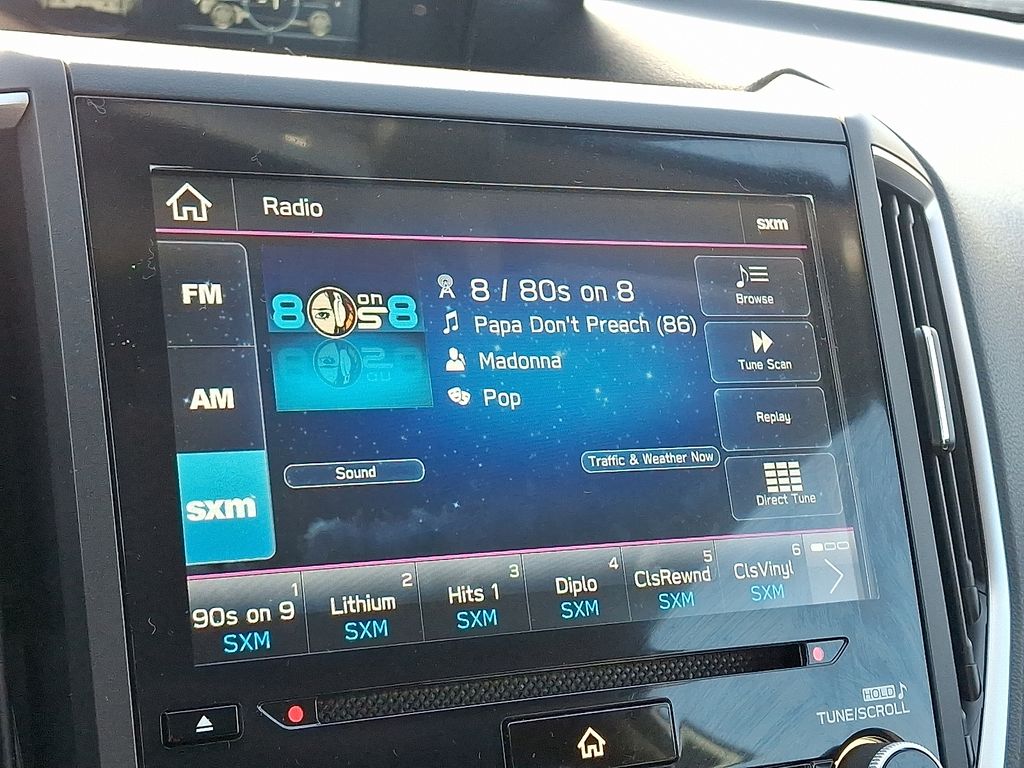 Radio
sxm
FM
AM
sxm
8 on 8
80s
8 / 80s on 8
Papa Don't Preach (86)
Madonna
Pop
Browse
Tune Scan
Replay
Direct Tune
Sound
Traffic & Weather Now
1
90s on 9
SXM
2
Lithium
SXM
3
Hits 1
SXM
4
Diplo
SXM
5
ClsRewnd
SXM
6
ClsVinyl
SXM
HOLD
TUNE/SCROLL